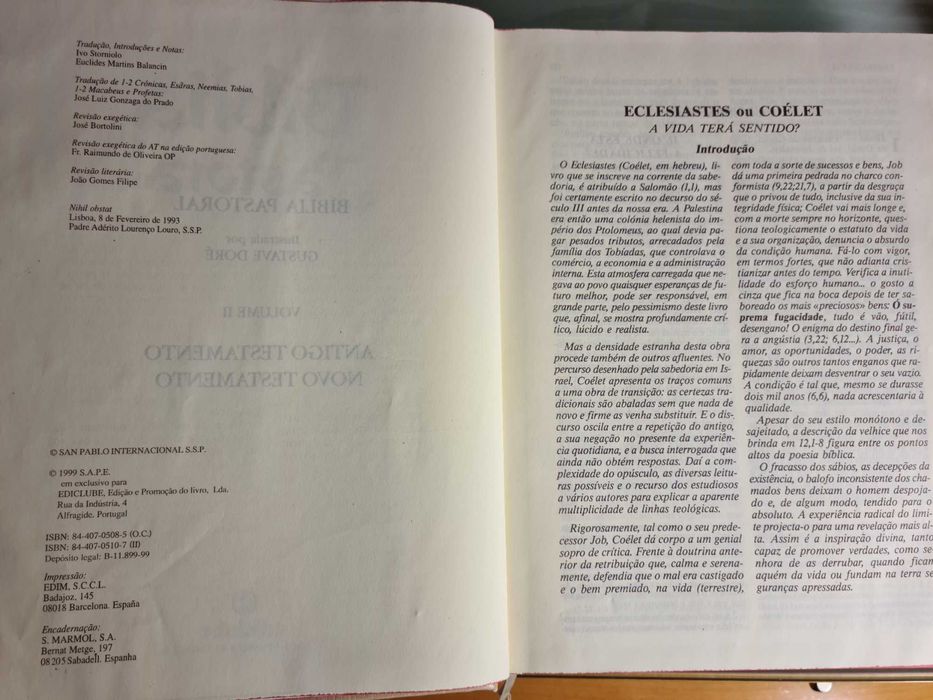 Tradução, Introduções e Notas:
Ivo Storniolo
Euclides Martins Balancin
Tradução de 1-2 Crónicas, Esdras, Neemias, Tobias,
1-2 Macabeus e Profetas:
José Luiz Gonzaga do Prado
Revisão exegética:
José Bortolini
Revisão exegética do AT na edição portuguesa:
Fr. Raimundo de Oliveira OP
Revisão literária:
João Gomes Filipe
Nihil obstat
Lisboa, 8 de Fevereiro de 1993
Padre Adérito Lourenço Louro, S.S.P.
BÍBLIA PASTORAL
Ilustrada por
GUSTAVE DORÉ
VOLUME II
ANTIGO TESTAMENTO
NOVO TESTAMENTO
© SAN PABLO INTERNACIONAL S.S.P.
© 1999 S.A.P.E.
em exclusivo para
EDICLUBE, Edição e Promoção do livro, Lda.
Rua da Indústria, 4
Alfragide. Portugal
ISBN: 84-407-0508-5 (O.C.)
ISBN: 84-407-0510-7 (II)
Depósito legal: B-11.899-99
Impressão:
EDIM, S.C.C.L.
Badajoz, 145
08018 Barcelona. España
Encadernação:
S. MARMOL, S.A.
Bernat Metge, 197
08205 Sabadell. Espanha
ECLESIASTES ou COÉLET
A VIDA TERÁ SENTIDO?
Introdução
O Eclesiastes (Coélet, em hebreu), li-
vro que se inscreve na corrente da sabe-
doria, é atribuído a Salomão (1,1), mas
foi certamente escrito no decurso do sé-
culo III antes da nossa era. A Palestina
era então uma colónia helenista do im-
pério dos Ptolomeus, ao qual devia pa-
gar pesados tributos, arrecadados pela
família dos Tobíadas, que controlava o
comércio, a economia e a administração
interna. Esta atmosfera carregada que ne-
gava ao povo quaisquer esperanças de fu-
turo melhor, pode ser responsável, em
grande parte, pelo pessimismo deste livro
que, afinal, se mostra profundamente crí-
tico, lúcido e realista.
Mas a densidade estranha desta obra
procede também de outros afluentes. No
percurso desenhado pela sabedoria em Is-
rael, Coélet apresenta os traços comuns
a uma obra de transição: as certezas tra-
dicionais são abaladas sem que nada de
novo e firme as venha substituir. E o dis-
curso oscila entre a repetição do antigo,
a sua negação no presente da experiên-
cia quotidiana, e a busca interrogada que
ainda não obtém respostas. Daí a com-
plexidade do opúsculo, as diversas leitu-
ras possíveis e o recurso dos estudiosos
a vários autores para explicar a aparente
multiplicidade de linhas teológicas.
Rigorosamente, tal como o seu prede-
cessor Job, Coélet dá corpo a um genial
sopro de crítica. Frente à doutrina ante-
rior da retribuição que, calma e serena-
mente, defendia que o mal era castigado
e o bem premiado, na vida (terrestre),
com toda a sorte de sucessos e bens, Job
dá uma primeira pedrada no charco con-
formista (9,22;21,7), a partir da desgraça
que o privou de tudo, inclusive da sua in-
tegridade física; Coélet vai mais longe e,
com a morte sempre no horizonte, ques-
tiona teologicamente o estatuto da vida
e a sua organização, denuncia o absurdo
da condição humana. Fá-lo com vigor,
em termos fortes, que não adianta cris-
tianizar antes do tempo. Verifica a inuti-
lidade do esforço humano... o gosto a
cinza que fica na boca depois de ter sa-
boreado os mais «preciosos» bens: Ó su-
prema fugacidade, tudo é vão, fútil,
desengano! O enigma do destino final ge-
ra a angústia (3,22; 6,12...). A justiça, o
amor, as oportunidades, o poder, as ri-
quezas são outros tantos enganos que ra-
pidamente deixam desventrar o seu vazio.
A condição é tal que, mesmo se durasse
dois mil anos (6,6), nada acrescentaria à
qualidade.
Apesar do seu estilo monótono e de-
sajeitado, a descrição da velhice que nos
brinda em 12,1-8 figura entre os pontos
altos da poesia bíblica.
O fracasso dos sábios, as decepções da
existência, o balofo inconsistente dos cha-
mados bens deixam o homem despoja-
do e, de algum modo, tendido para o
absoluto. A experiência radical do limi-
te projecta-o para uma revelação mais al-
ta. Assim é a inspiração divina, tanto
capaz de promover verdades, como se-
nhora de as derrubar, quando ficam
aquém da vida ou fundam na terra se
guranças apressadas.